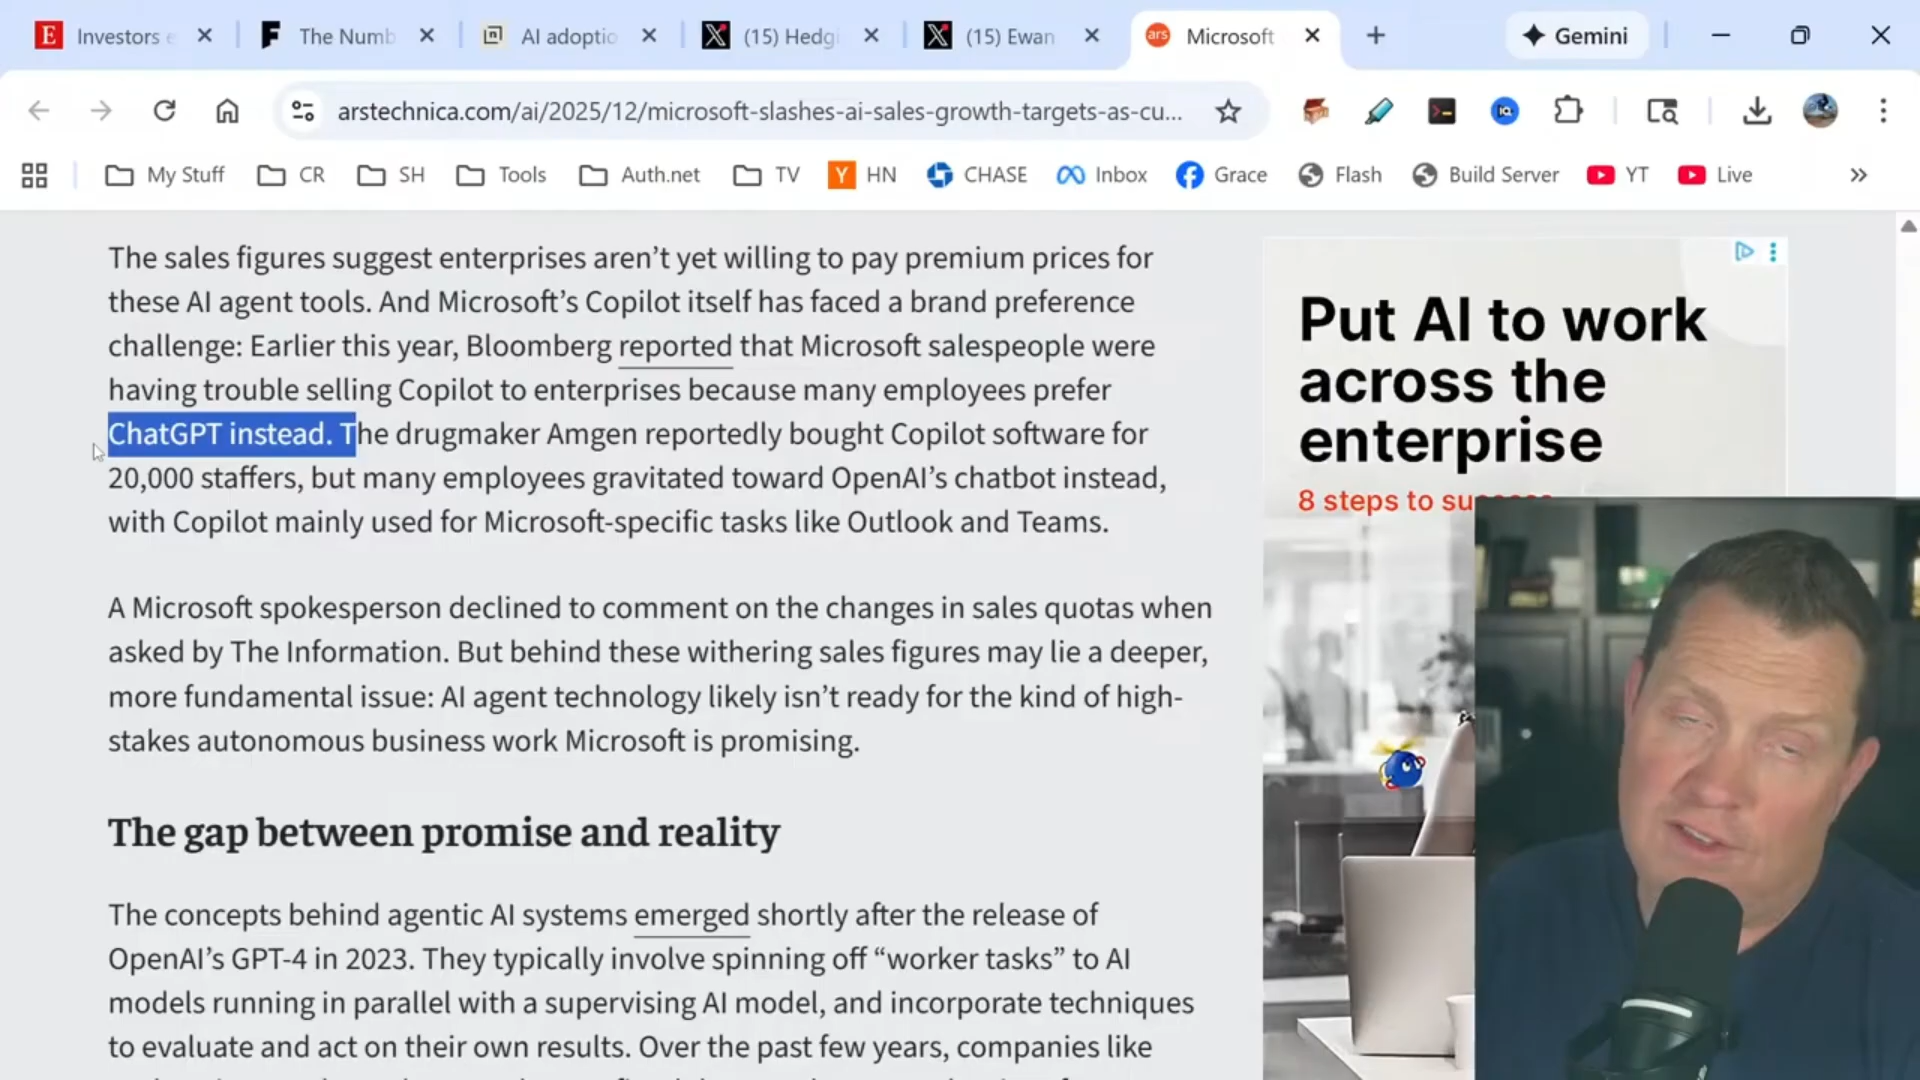 Investors e
The Numb
AI adoptio
(15) Hedg
(15) Ewan
ars
Microsoft
Gemini
arstechnica.com/ai/2025/12/microsoft-slashes-ai-sales-growth-targets-as-cu...
My Stuff
CR
SH
Tools
Auth.net
TV
Y HN
CHASE
Inbox
Grace
Flash
Build Server
YT
Live
The sales figures suggest enterprises aren’t yet willing to pay premium prices for
these AI agent tools. And Microsoft’s Copilot itself has faced a brand preference
challenge: Earlier this year, Bloomberg reported that Microsoft salespeople were
having trouble selling Copilot to enterprises because many employees prefer
ChatGPT instead. The drugmaker Amgen reportedly bought Copilot software for
20,000 staffers, but many employees gravitated toward OpenAI’s chatbot instead,
with Copilot mainly used for Microsoft-specific tasks like Outlook and Teams.
A Microsoft spokesperson declined to comment on the changes in sales quotas when
asked by The Information. But behind these withering sales figures may lie a deeper,
more fundamental issue: AI agent technology likely isn’t ready for the kind of high-
stakes autonomous business work Microsoft is promising.
The gap between promise and reality
The concepts behind agentic AI systems emerged shortly after the release of
OpenAI’s GPT-4 in 2023. They typically involve spinning off “worker tasks” to AI
models running in parallel with a supervising AI model, and incorporate techniques
to evaluate and act on their own results. Over the past few years, companies like
Put AI to work
across the
enterprise
8 steps to su